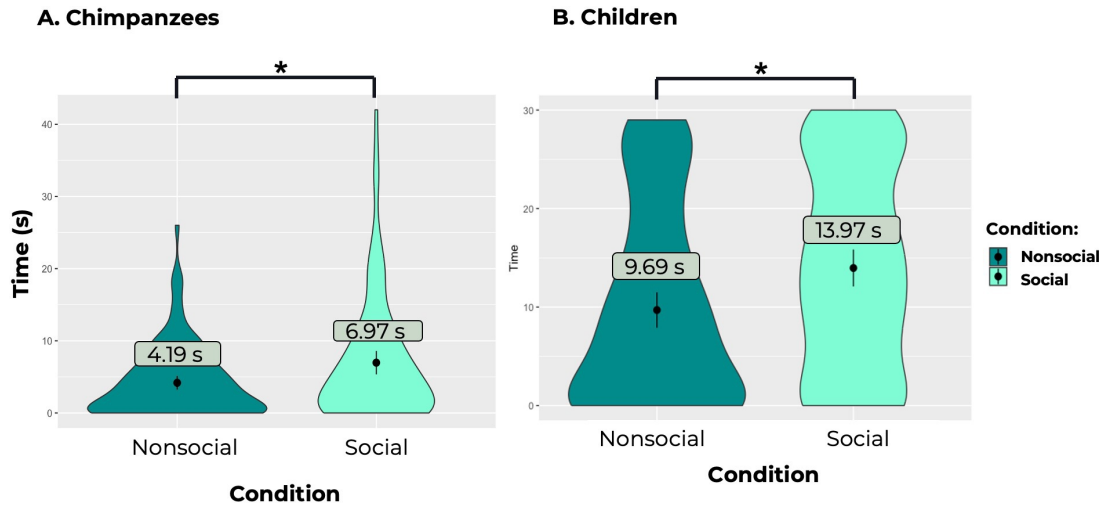 A. Chimpanzees
*
Time (s)
40
30
20
10
0
4.19 s
6.97 s
Nonsocial
Social
Condition
B. Children
*
Time
30
20
10
0
9.69 s
13.97 s
Nonsocial
Social
Condition
Condition:
Nonsocial
Social